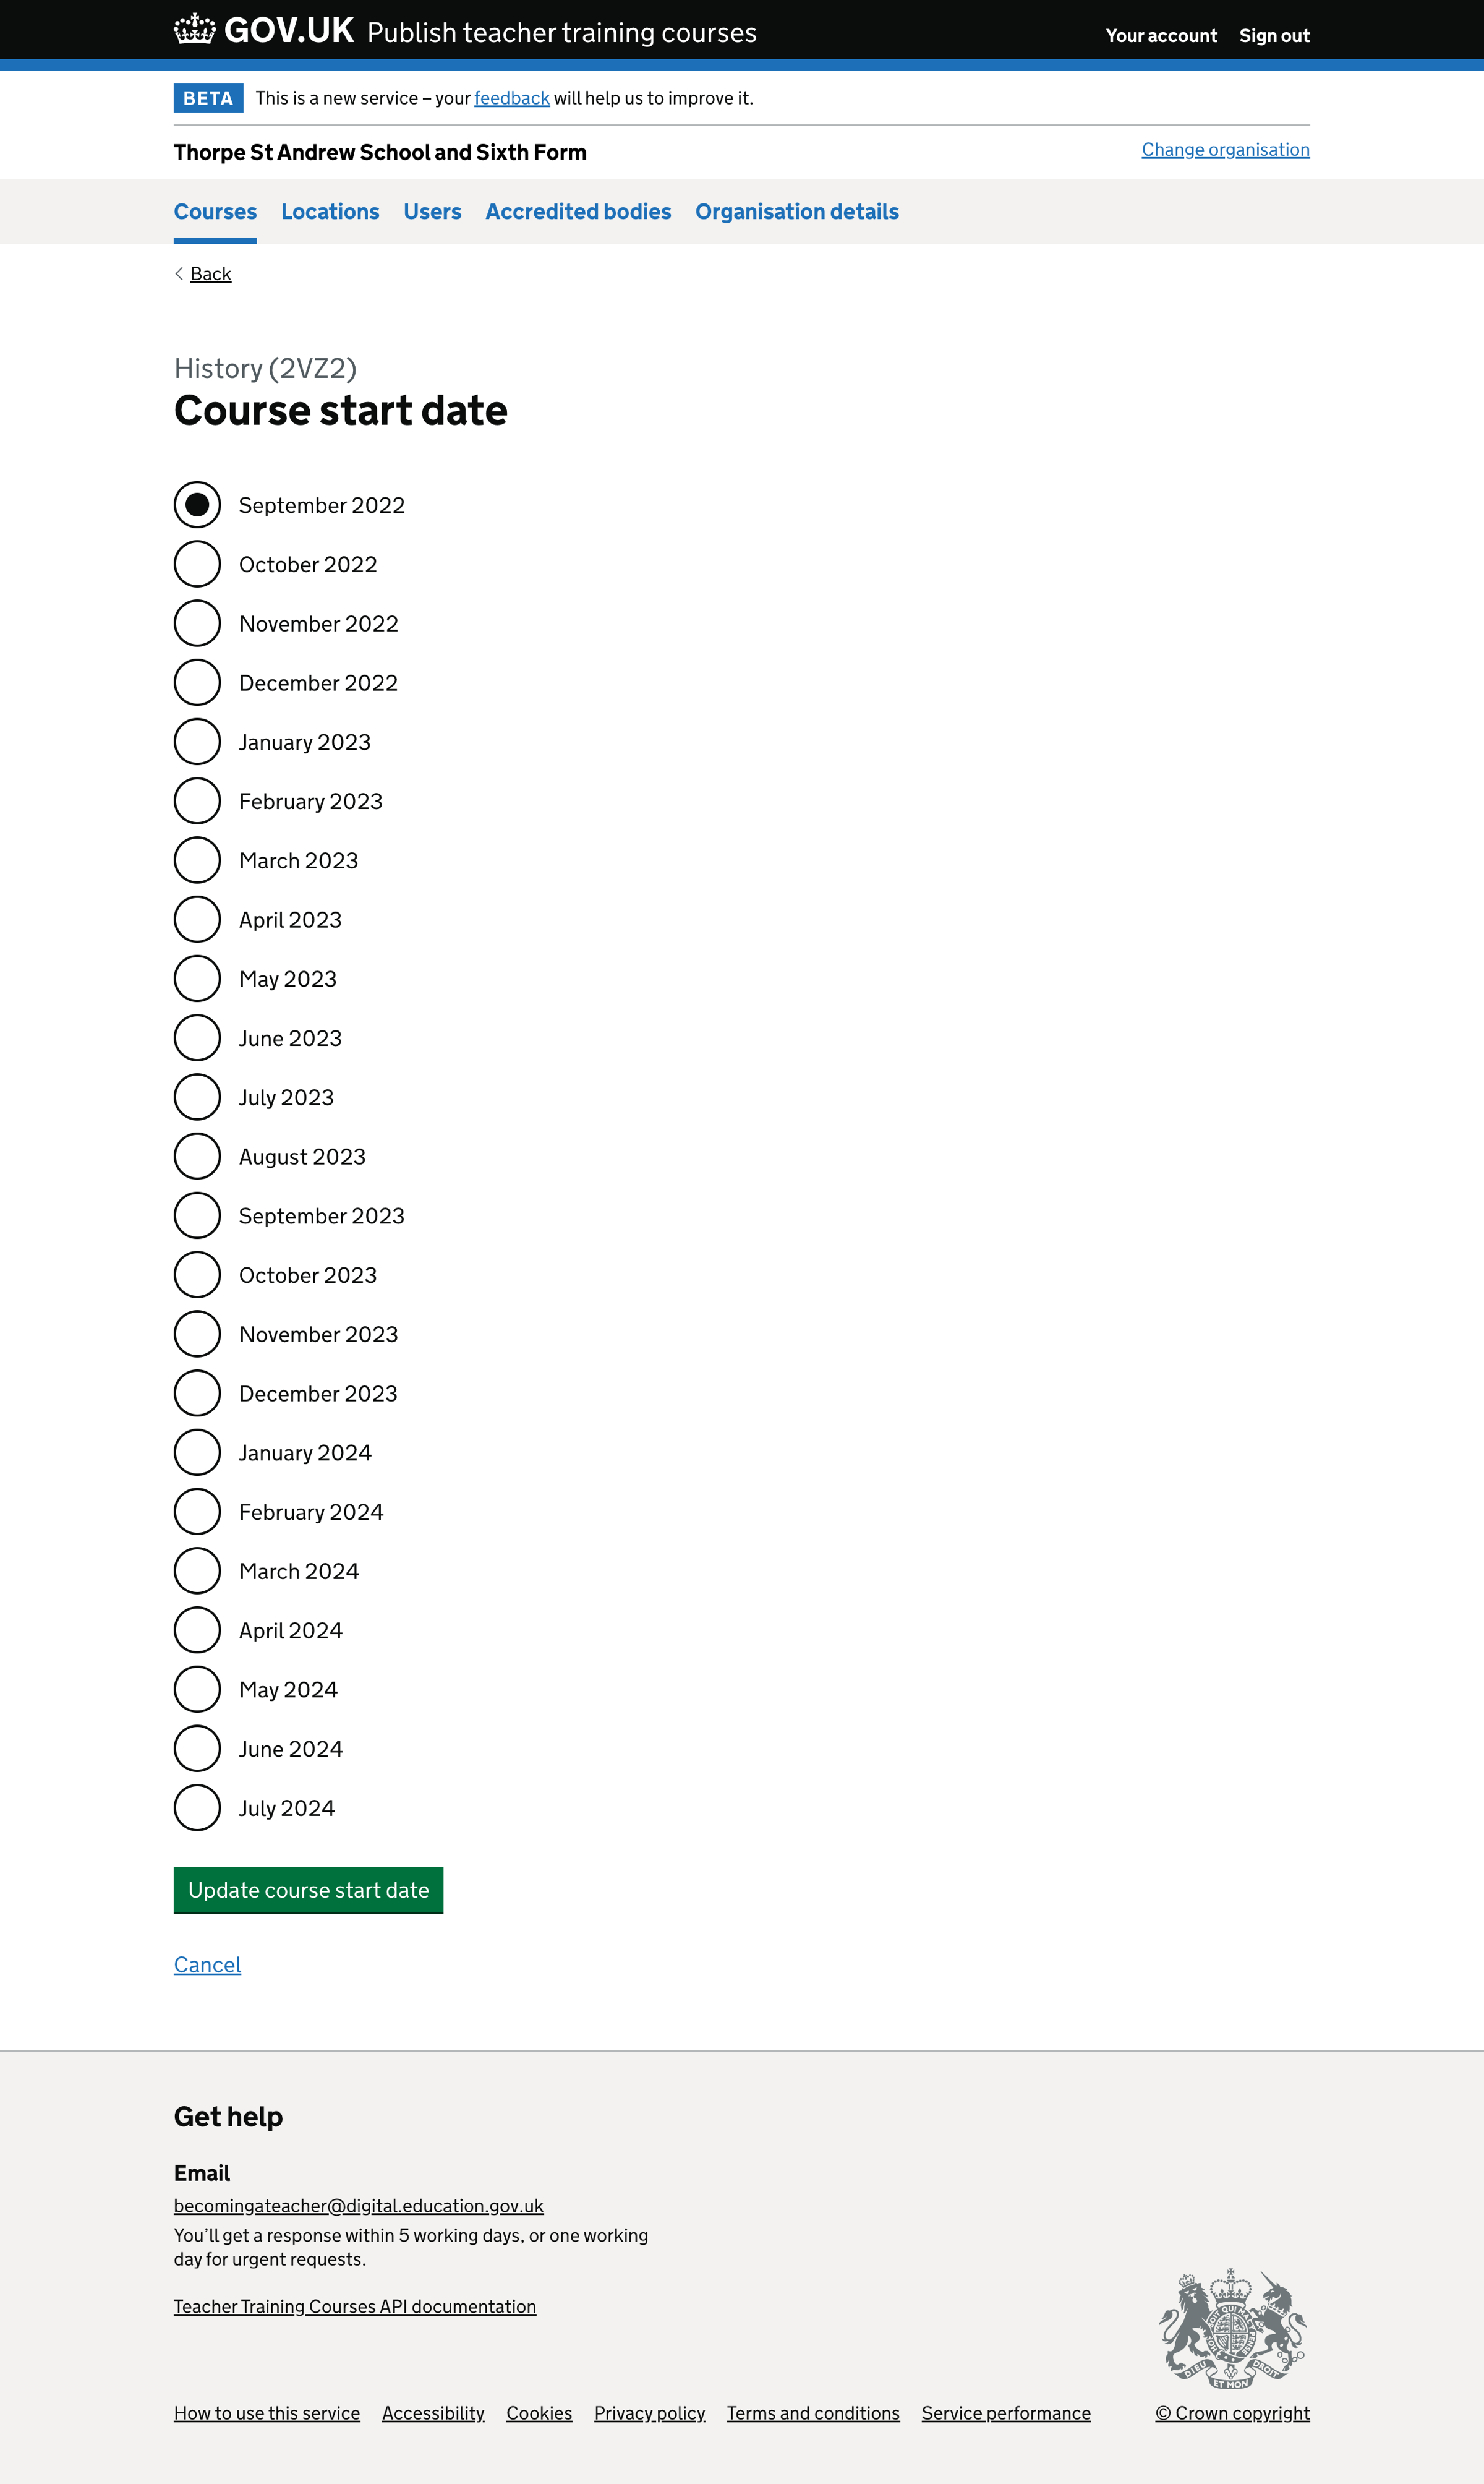 GOV.UK Publish teacher training courses
Your account Sign out
BETA This is a new service – your feedback will help us to improve it.
Thorpe St Andrew School and Sixth Form
Change organisation
Courses Locations Users Accredited bodies Organisation details
Back
History (2VZ2)
Course start date
September 2022
October 2022
November 2022
December 2022
January 2023
February 2023
March 2023
April 2023
May 2023
June 2023
July 2023
August 2023
September 2023
October 2023
November 2023
December 2023
January 2024
February 2024
March 2024
April 2024
May 2024
June 2024
July 2024
Update course start date
Cancel
Get help
Email
becomingateacher@digital.education.gov.uk
You’ll get a response within 5 working days, or one working
day for urgent requests.
Teacher Training Courses API documentation
DIEU ET MON DROIT
How to use this service Accessibility Cookies Privacy policy Terms and conditions Service performance
© Crown copyright